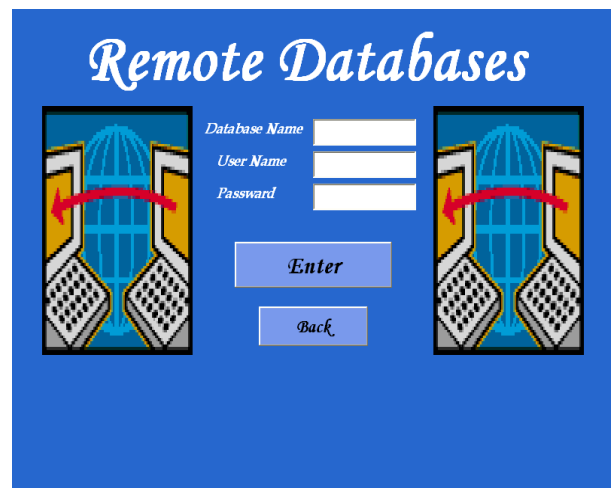 Remote Databases
Database Name
User Name
Passward
Enter
Back